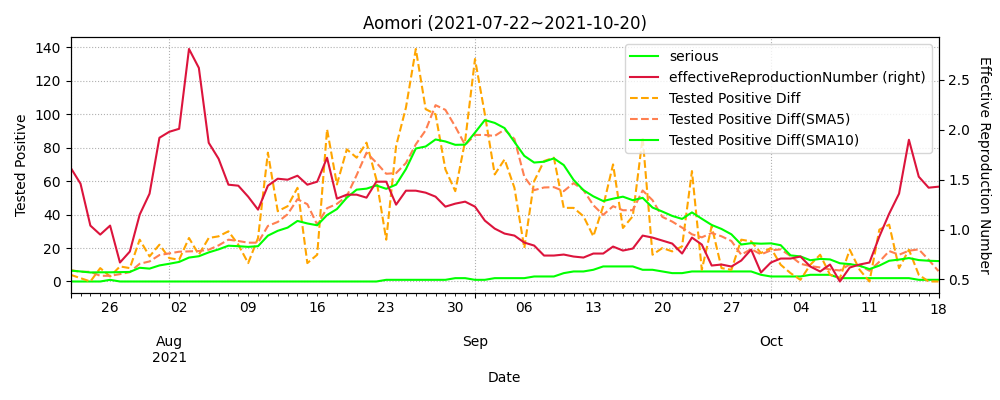 Aomori (2021-07-22~2021-10-20)
serious
effectiveReproductionNumber (right)
Tested Positive Diff
Tested Positive Diff(SMA5)
Tested Positive Diff(SMA10)
Tested Positive
140
120
100
80
60
40
20
0
2.5
2.0
1.5
1.0
0.5
Effective Reproduction Number
26 02 09 16 23 30 06 13 20 27 04 11 18
Aug Sep Oct
2021
Date